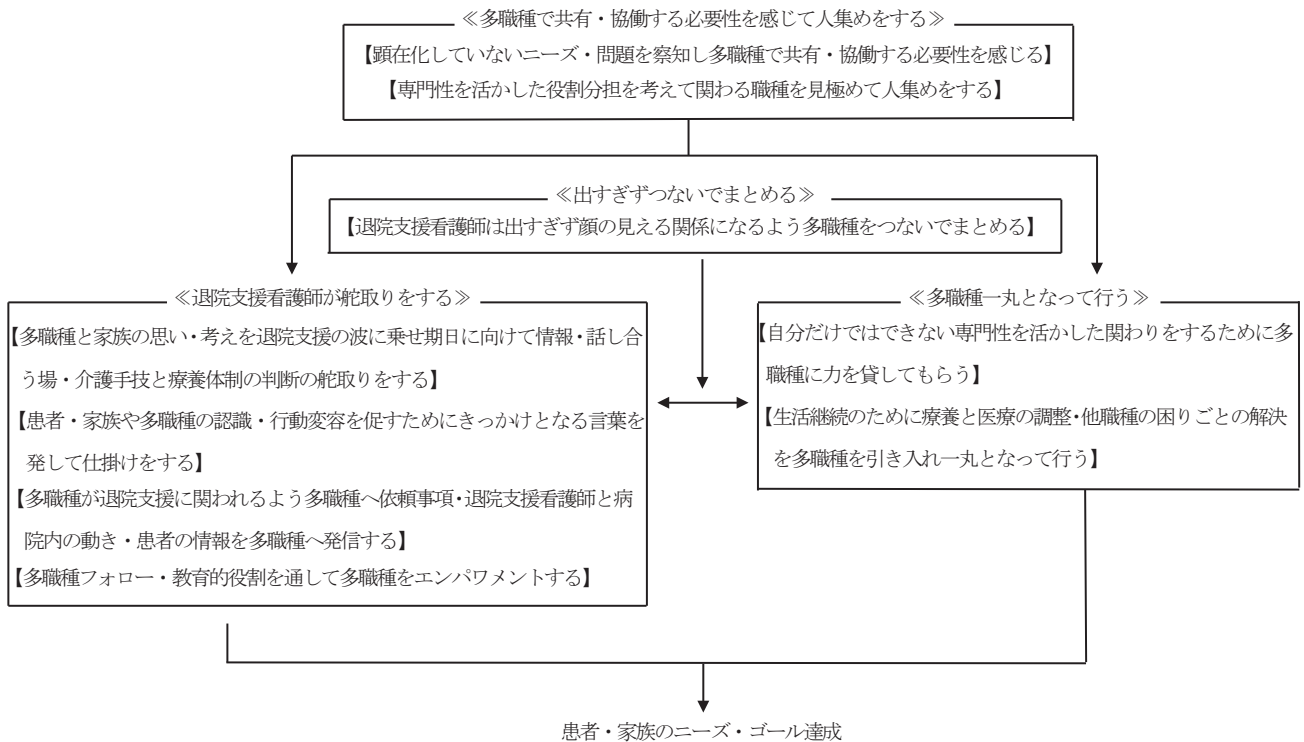 ≪多職種で共有・協働する必要性を感じて人集めをする≫
【顕在化していないニーズ・問題を察知し多職種で共有・協働する必要性を感じる】
【専門性を活かした役割分担を考えて関わる職種を見極めて人集めをする】
≪出すぎずつないでまとめる≫
【退院支援看護師は出すぎず顔の見える関係になるよう多職種をつないでまとめる】
≪退院支援看護師が舵取りをする≫
【多職種と家族の思い・考えを退院支援の波に乗せ期日に向けて情報・話し合
う場・介護手技と療養体制の判断の舵取りをする】
【患者・家族や多職種の認識・行動変容を促すためにきっかけとなる言葉を
発して仕掛けをする】
【多職種が退院支援に関われるよう多職種へ依頼事項・退院支援看護師と病
院内の動き・患者の情報を多職種へ発信する】
【多職種フォロー・教育的役割を通して多職種をエンパワメントする】
≪多職種一丸となって行う≫
【自分だけではできない専門性を活かした関わりをするために多
職種に力を貸してもらう】
【生活継続のために療養と医療の調整・他職種の困りごとの解決
を多職種を引き入れ一丸となって行う】
患者・家族のニーズ・ゴール達成